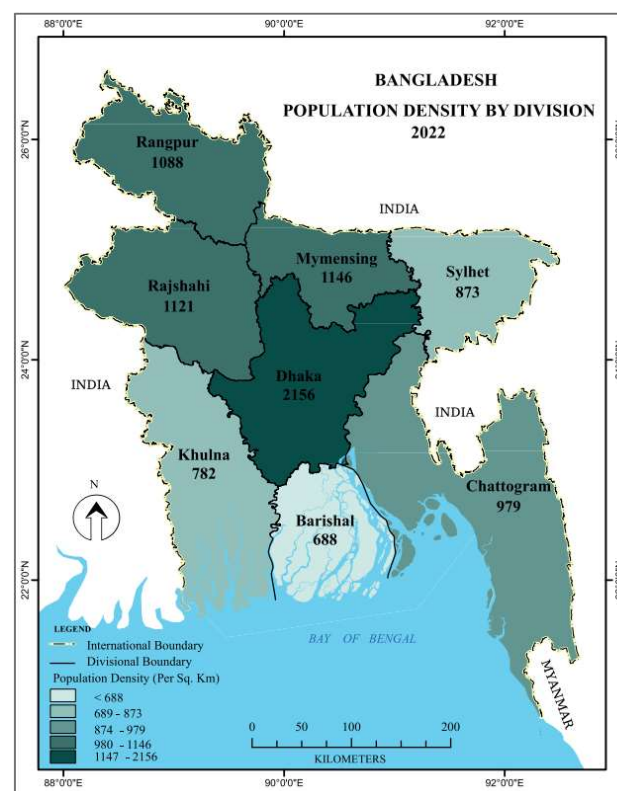 88°0'0"E
90°0'0"E
92°0'0"E
BANGLADESH
POPULATION DENSITY BY DIVISION
2022
26°0'0"N
Rangpur
1088
INDIA
Mymensing
1146
Sylhet
873
Rajshahi
1121
24°0'0"N
INDIA
Dhaka
2156
INDIA
Khulna
782
Chattogram
979
N
Barishal
688
22°0'0"N
BAY OF BENGAL
MYANMAR
LEGEND
International Boundary
Divisional Boundary
Population Density (Per Sq. Km)
< 688
689 - 873
874 - 979
980 - 1146
1147 - 2156
0 25 50 100 150 200
KILOMETERS
88°0'0"E
90°0'0"E
92°0'0"E